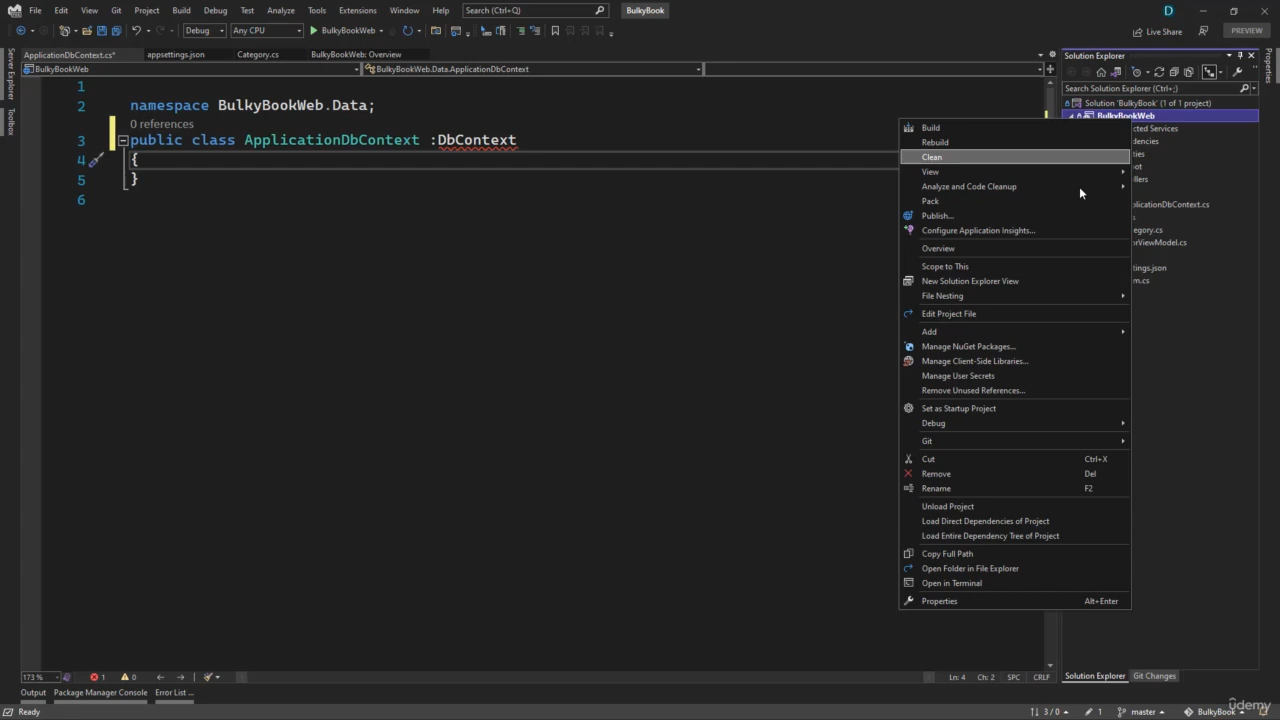 File Edit View Git Project Build Debug Test Analyze Tools Extensions Window Help Search (Ctrl+Q) BulkyBook
Debug Any CPU BulkyBookWeb Live Share PREVIEW
ApplicationDbContext.cs* appsettings.json Category.cs BulkyBookWeb: Overview
BulkyBookWeb BulkyBookWeb.Data.ApplicationDbContext
Server Explorer
Toolbox
Properties
1
2 namespace BulkyBookWeb.Data;
0 references
3 public class ApplicationDbContext :DbContext
4 {
5 }
6
Solution Explorer
Search Solution Explorer (Ctrl+;)
Solution 'BulkyBook' (1 of 1 project)
BulkyBookWeb
cted Services
dencies
ties
ot
llers
plicationDbContext.cs
s
egory.cs
orViewModel.cs
tings.json
m.cs
Build
Rebuild
Clean
View
Analyze and Code Cleanup
Pack
Publish...
Configure Application Insights...
Overview
Scope to This
New Solution Explorer View
File Nesting
Edit Project File
Add
Manage NuGet Packages...
Manage Client-Side Libraries...
Manage User Secrets
Remove Unused References...
Set as Startup Project
Debug
Git
Cut Ctrl+X
Remove Del
Rename F2
Unload Project
Load Direct Dependencies of Project
Load Entire Dependency Tree of Project
Copy Full Path
Open Folder in File Explorer
Open in Terminal
Properties Alt+Enter
173 % 1 0 Ln: 4 Ch: 2 SPC CRLF
Solution Explorer Git Changes
Output Package Manager Console Error List ...
Ready 3 / 0 1 master BulkyBook
udemy